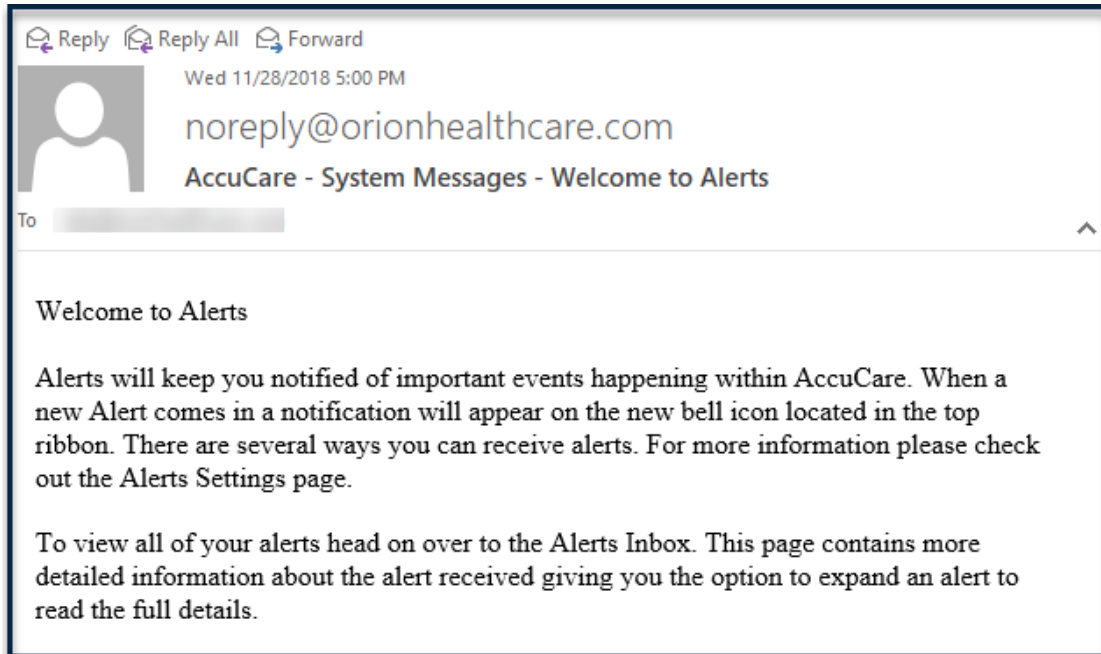 Reply Reply All Forward
Wed 11/28/2018 5:00 PM
noreply@orionhealthcare.com
AccuCare - System Messages - Welcome to Alerts
To
Welcome to Alerts
Alerts will keep you notified of important events happening within AccuCare. When a
new Alert comes in a notification will appear on the new bell icon located in the top
ribbon. There are several ways you can receive alerts. For more information please check
out the Alerts Settings page.
To view all of your alerts head on over to the Alerts Inbox. This page contains more
detailed information about the alert received giving you the option to expand an alert to
read the full details.